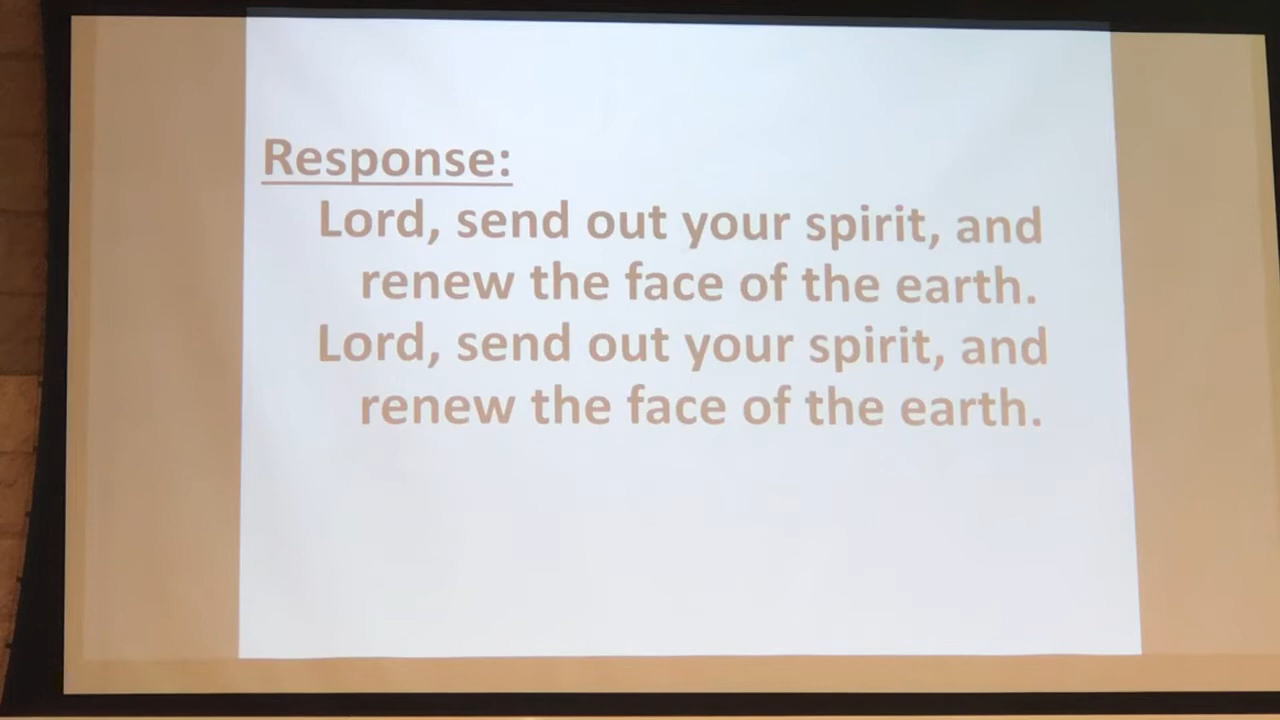 Response:
Lord, send out your spirit, and
renew the face of the earth.
Lord, send out your spirit, and
renew the face of the earth.